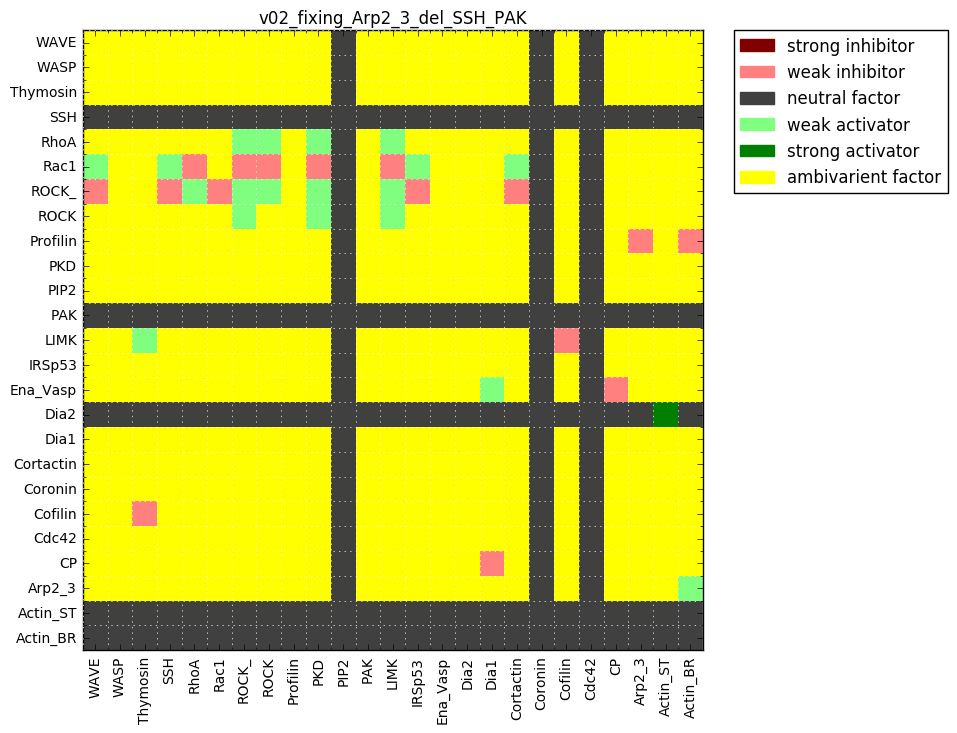 v02_fixing_Arp2_3_del_SSH_PAK
WAVE
WASP
Thymosin
SSH
RhoA
Rac1
ROCK_
ROCK
Profilin
PKD
PIP2
PAK
LIMK
IRSp53
Ena_Vasp
Dia2
Dia1
Cortactin
Coronin
Cofilin
Cdc42
CP
Arp2_3
Actin_ST
Actin_BR
WAVE
WASP
Thymosin
SSH
RhoA
Rac1
ROCK_
ROCK
Profilin
PKD
PIP2
PAK
LIMK
IRSp53
Ena_Vasp
Dia2
Dia1
Cortactin
Coronin
Cofilin
Cdc42
CP
Arp2_3
Actin_ST
Actin_BR
strong inhibitor
weak inhibitor
neutral factor
weak activator
strong activator
ambivarient factor